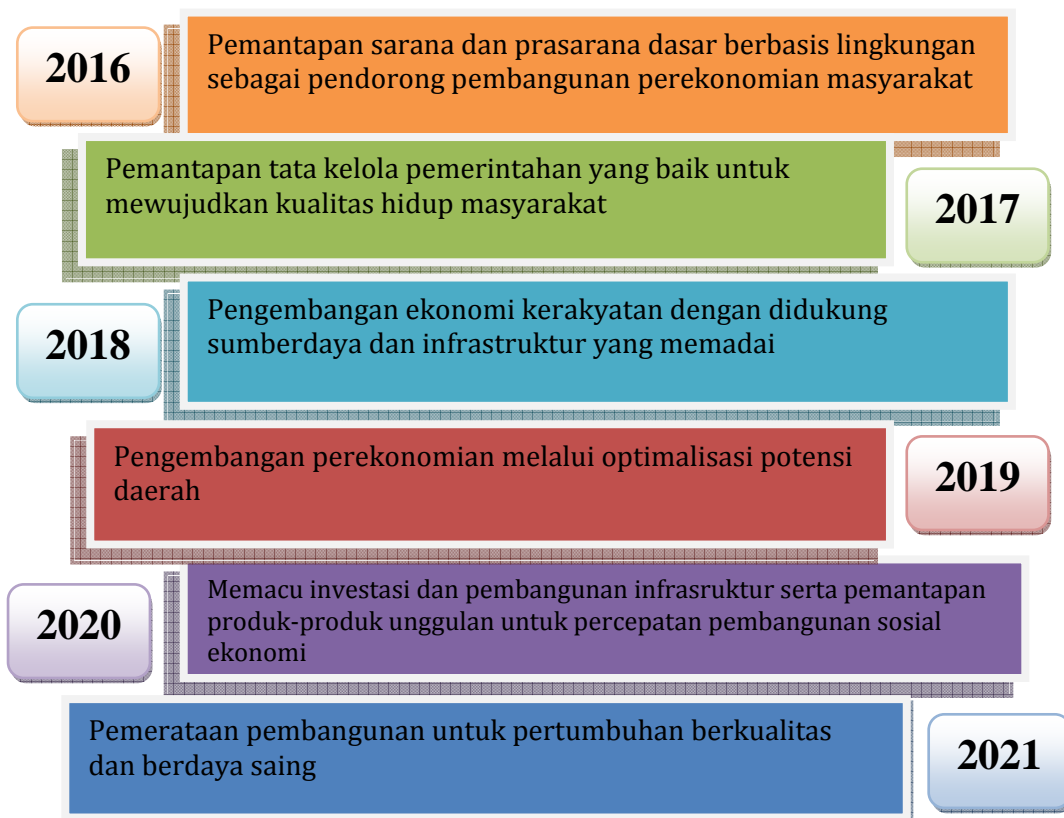 2016
Pemantapan sarana dan prasarana dasar berbasis lingkungan
sebagai pendorong pembangunan perekonomian masyarakat
Pemantapan tata kelola pemerintahan yang baik untuk
mewujudkan kualitas hidup masyarakat
2017
2018
Pengembangan ekonomi kerakyatan dengan didukung
sumberdaya dan infrastruktur yang memadai
Pengembangan perekonomian melalui optimalisasi potensi
daerah
2019
2020
Memacu investasi dan pembangunan infrasruktur serta pemantapan
produk-produk unggulan untuk percepatan pembangunan sosial
ekonomi
Pemerataan pembangunan untuk pertumbuhan berkualitas
dan berdaya saing
2021